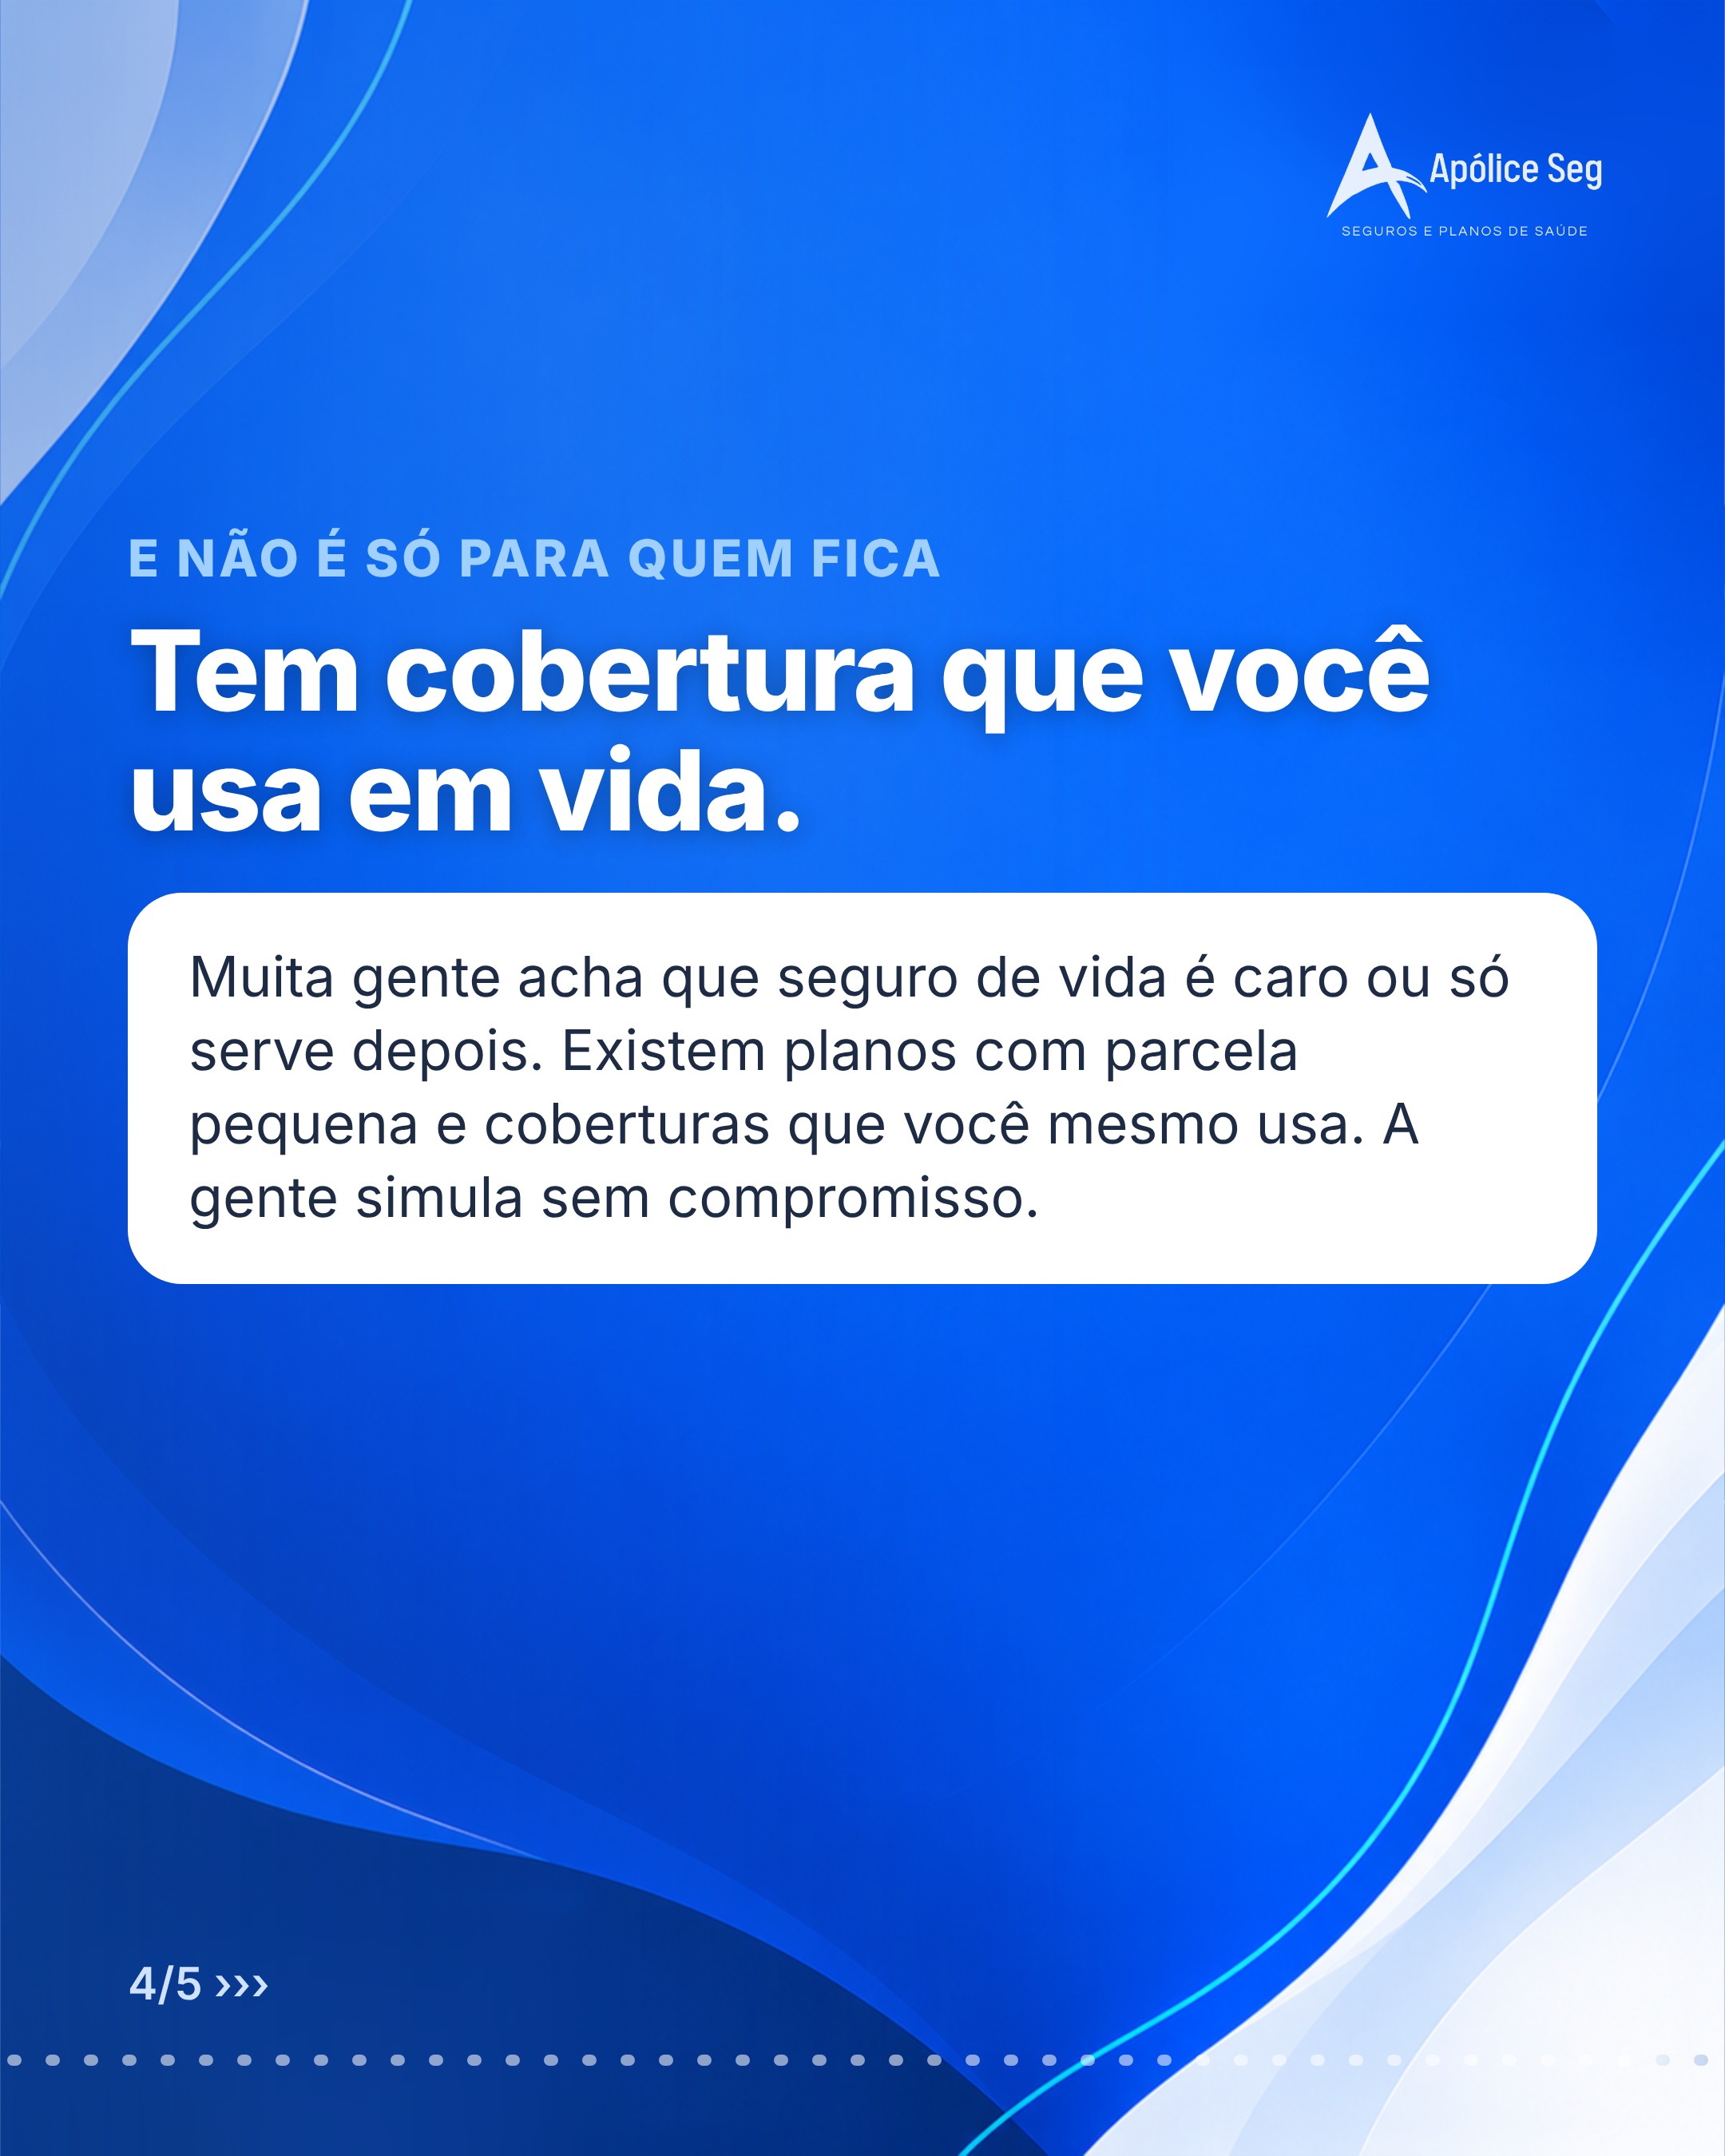 Apólice Seg
SEGUROS E PLANOS DE SAÚDE
E NÃO É SÓ PARA QUEM FICA
Tem cobertura que você
usa em vida.
Muita gente acha que seguro de vida é caro ou só
serve depois. Existem planos com parcela
pequena e coberturas que você mesmo usa. A
gente simula sem compromisso.
4/5 ›››